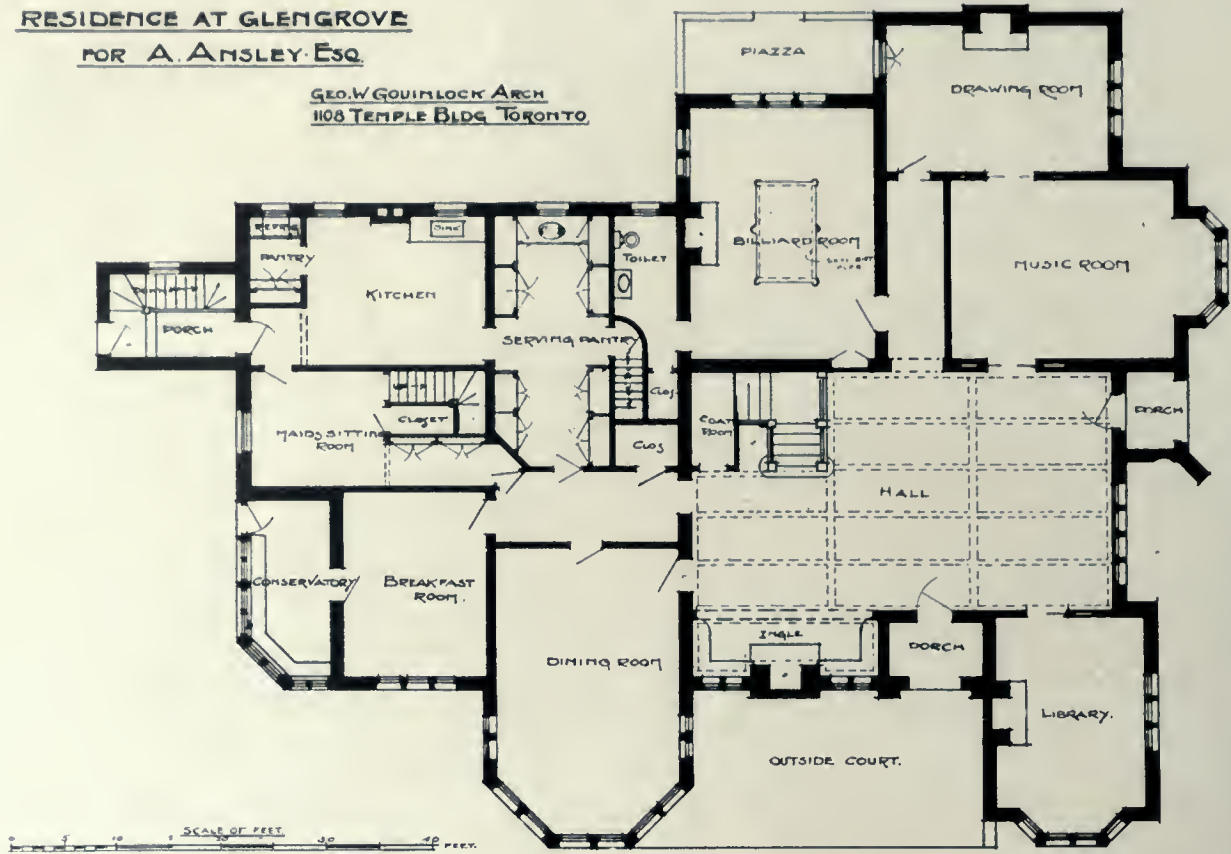 RESIDENCE AT GLENGROVE
FOR A. ANSLEY. ESQ.
GEO. W GOUINLOCK ARCH
1108 TEMPLE BLDG TORONTO
PIAZZA
DRAWING ROOM
REFRIG
SINK
PANTRY
TOILET
BILLIARD ROOM
MUSIC ROOM
KITCHEN
PORCH
SERVING PANTRY
CLOS.
CLOSET
COAT
ROOM
PORCH
MAIDS SITTING
ROOM
CLOS
HALL
CONSERVATORY
BREAKFAST
ROOM.
INGLE
PORCH
DINING ROOM
LIBRARY.
OUTSIDE COURT.
SCALE OF FEET.
0 5 10 30 40 FEET.